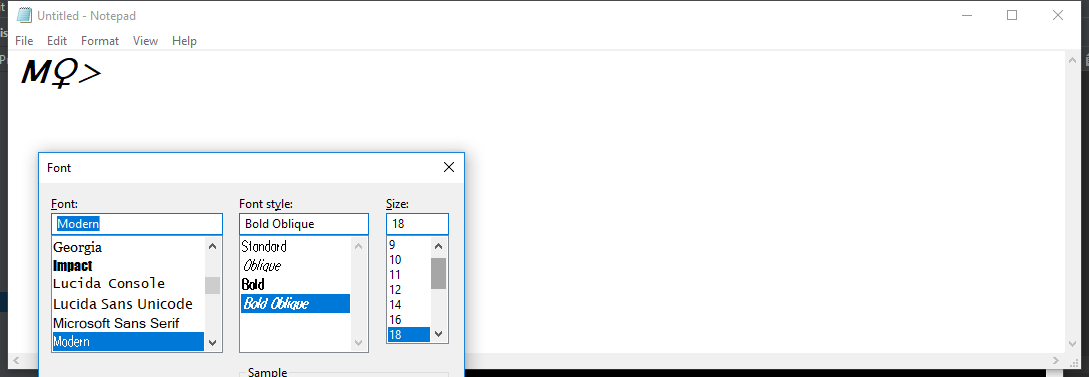 Untitled - Notepad
File Edit Format View Help
M♀>
Font
Font: Font style: Size:
Modern Bold Oblique 18
Georgia Standard 9
Impact Oblique 10
Lucida Console Bold 11
Lucida Sans Unicode Bold Oblique 12
Microsoft Sans Serif 14
Modern 16
18
Sample